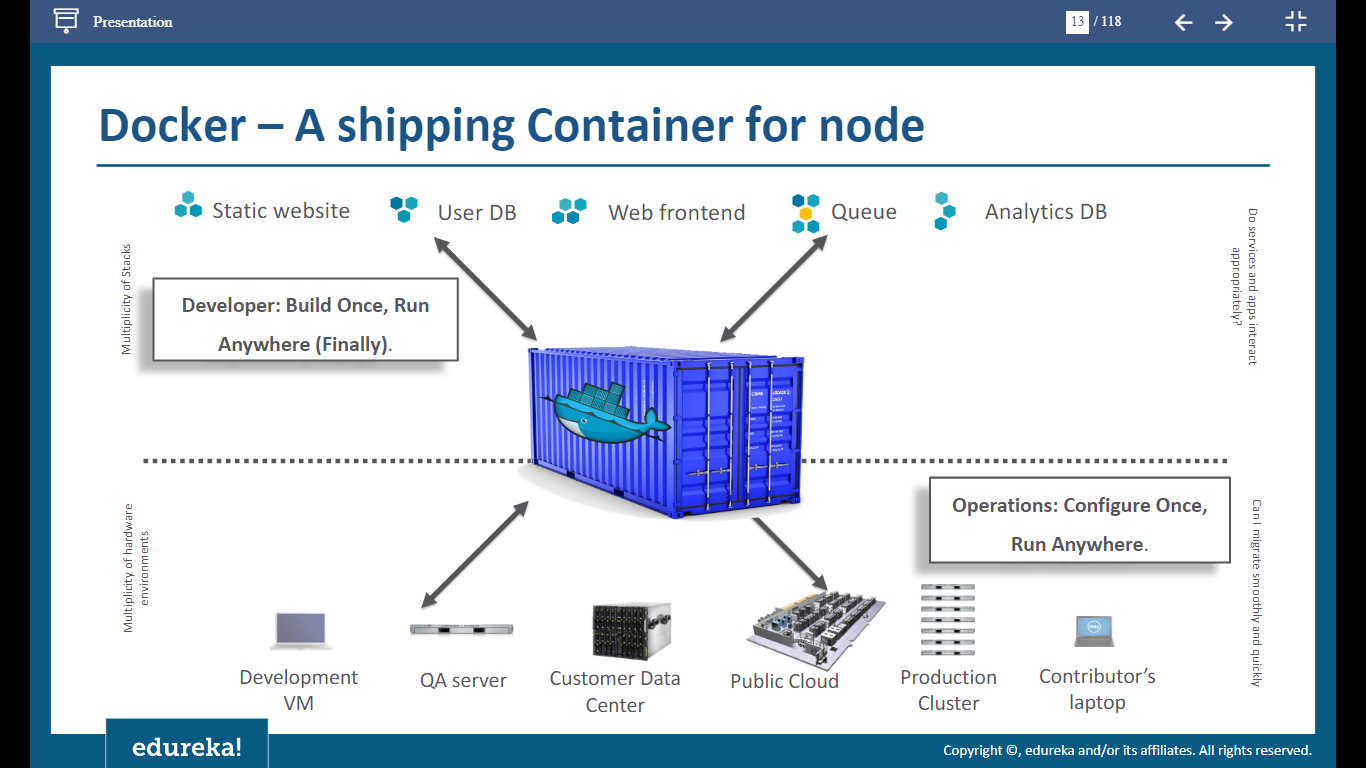 Presentation
13 / 118
Docker – A shipping Container for node
Static website
User DB
Web frontend
Queue
Analytics DB
Multiplicity of Stacks
Do services and apps interact
appropriately?
Developer: Build Once, Run
Anywhere (Finally).
Operations: Configure Once,
Run Anywhere.
Multiplicity of hardware
environments
Can I migrate smoothly and quickly
DELL
Development
VM
QA server
Customer Data
Center
Public Cloud
Production
Cluster
Contributor's
laptop
edureka!
Copyright ©, edureka and/or its affiliates. All rights reserved.